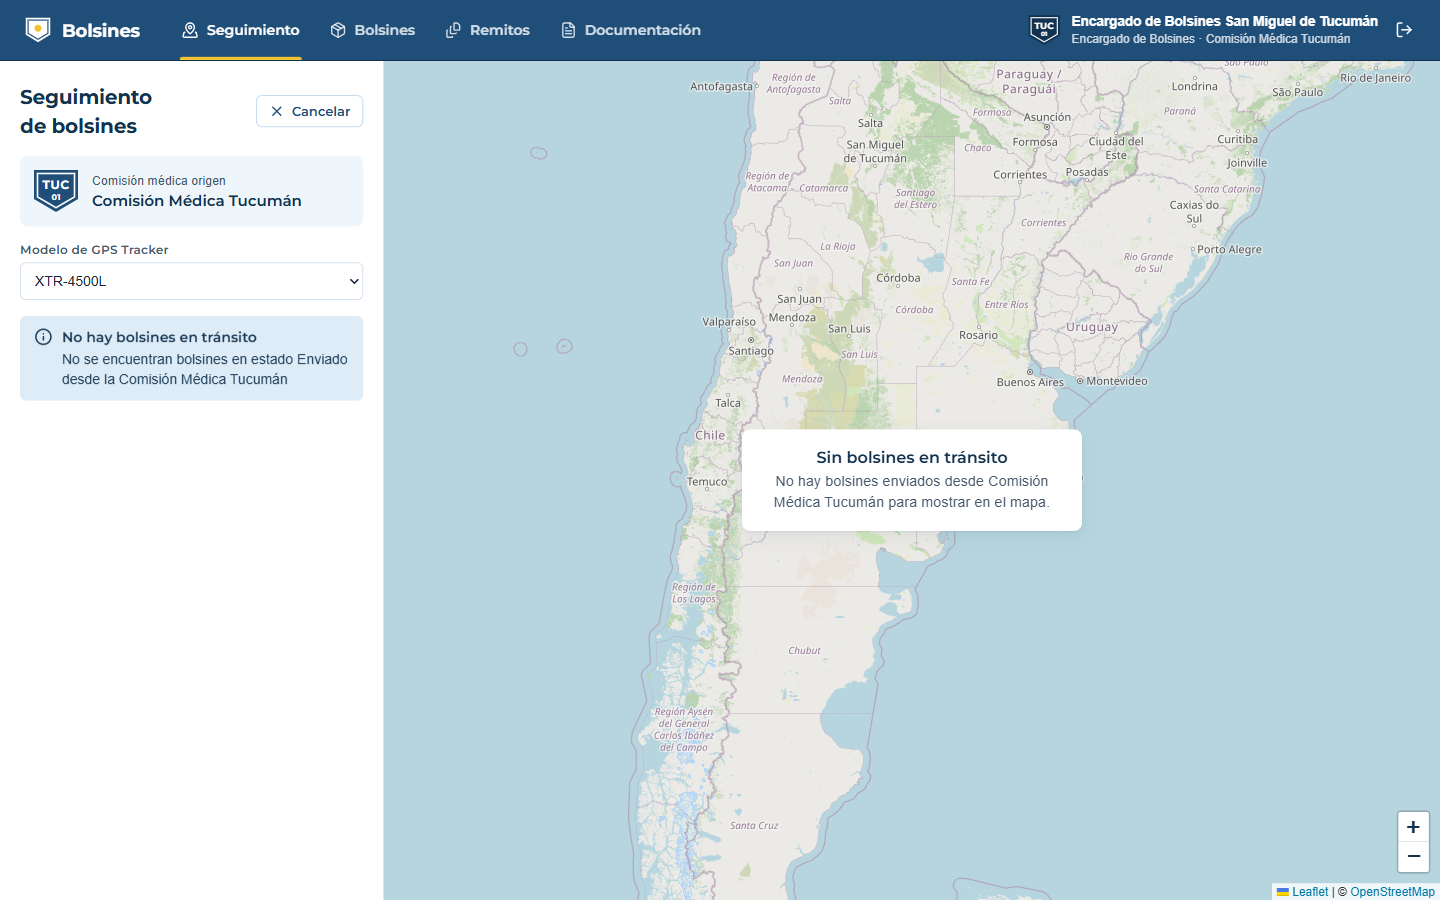 Bolsines
Seguimiento
Bolsines
Remitos
Documentación
TUC
01
Encargado de Bolsines San Miguel de Tucumán
Encargado de Bolsines · Comisión Médica Tucumán
Seguimiento
de bolsines
Cancelar
TUC
01
Comisión médica origen
Comisión Médica Tucumán
Modelo de GPS Tracker
XTR-4500L
No hay bolsines en tránsito
No se encuentran bolsines en estado Enviado
desde la Comisión Médica Tucumán
São Paulo
Antofagasta
Región de
Antofagasta
Paraguay /
Paraguái
Londrina
São Paulo
Rio de Janeiro
Salta
Salta
Formosa
Asunción
Paraná
San Miguel
de Tucumán
Chaco
Formosa
Ciudad del
Este
Curitiba
Joinville
Región de
Atacama
Catamarca
Santiago
del Estero
Corrientes
Posadas
Santa Catarina
Corrientes
Caxias do
Sul
La Rioja
Porto Alegre
San Juan
Córdoba
Santa Fe
Rio Grande
do Sul
San Juan
Mendoza
Córdoba
Entre Ríos
Valparaíso
San Luis
Rosario
Uruguay
Santiago
San Luis
Mendoza
Buenos Aires
Montevideo
Talca
Chile
Temuco
Sin bolsines en tránsito
No hay bolsines enviados desde Comisión
Médica Tucumán para mostrar en el mapa.
Región de
Los Lagos
Chubut
Región Aysén
del General
Carlos Ibáñez
del Campo
Santa Cruz
+
−
Leaflet | © OpenStreetMap